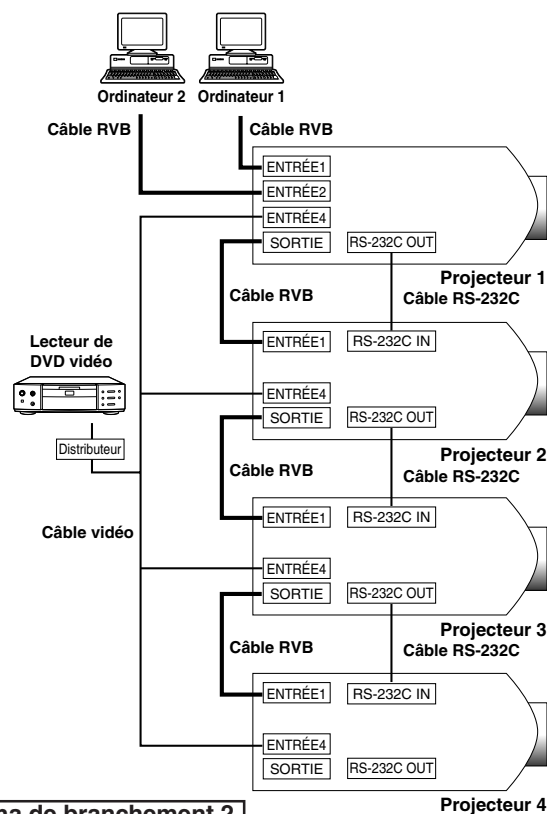 Ordinateur 2 Ordinateur 1
Câble RVB
Câble RVB
ENTRÉE1
ENTRÉE2
ENTRÉE4
SORTIE
RS-232C OUT
Projecteur 1
Câble RVB
Câble RS-232C
Lecteur de
DVD vidéo
ENTRÉE1
RS-232C IN
ENTRÉE4
SORTIE
RS-232C OUT
Distributeur
Projecteur 2
Câble RVB
Câble RS-232C
ENTRÉE1
RS-232C IN
Câble vidéo
ENTRÉE4
SORTIE
RS-232C OUT
Projecteur 3
Câble RVB
Câble RS-232C
ENTRÉE1
RS-232C IN
ENTRÉE4
SORTIE
RS-232C OUT
Projecteur 4
de branchement 2